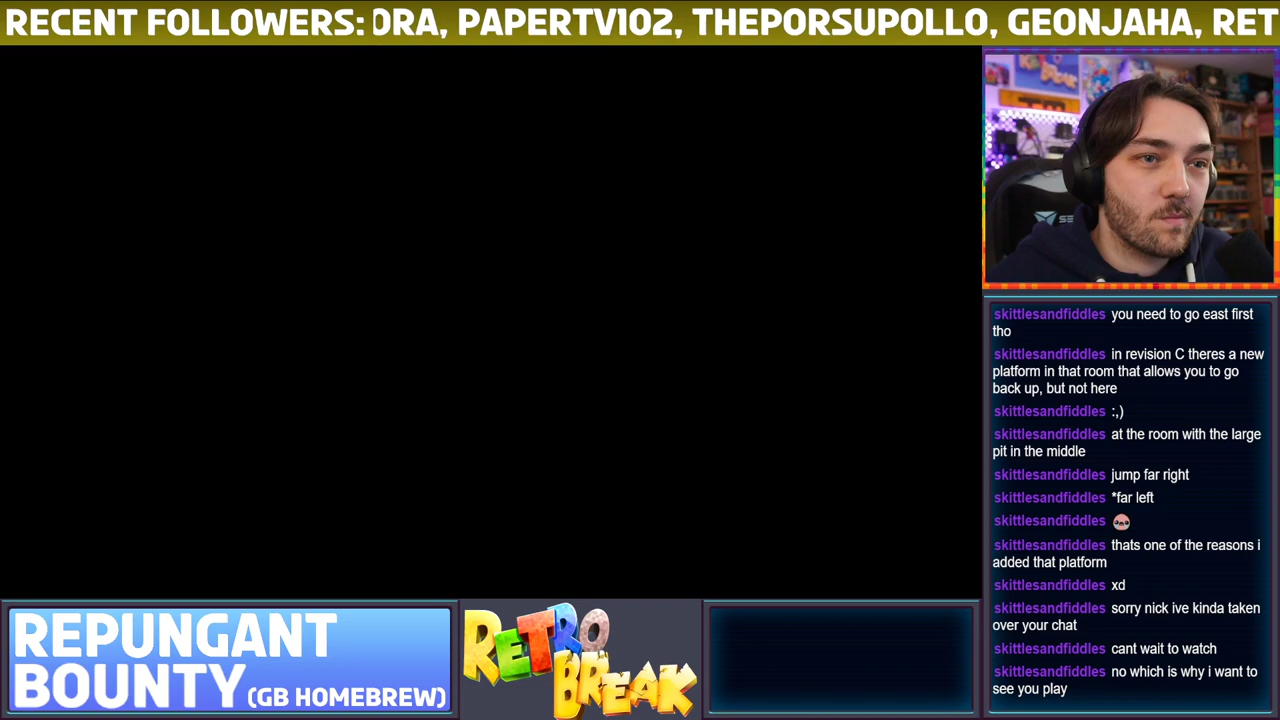 RECENT FOLLOWERS: DRA, PAPERTV102, THEPORSUPOLLO, GEONJAHA, RET
skittlesandfiddles you need to go east first
tho
skittlesandfiddles in revision C theres a new
platform in that room that allows you to go
back up, but not here
skittlesandfiddles :,)
skittlesandfiddles at the room with the large
pit in the middle
skittlesandfiddles jump far right
skittlesandfiddles *far left
skittlesandfiddles
skittlesandfiddles thats one of the reasons i
added that platform
skittlesandfiddles xd
skittlesandfiddles sorry nick ive kinda taken
over your chat
skittlesandfiddles cant wait to watch
skittlesandfiddles no which is why i want to
see you play
REPUNGANT
BOUNTY (GB HOMEBREW)
RETRO
BREAK